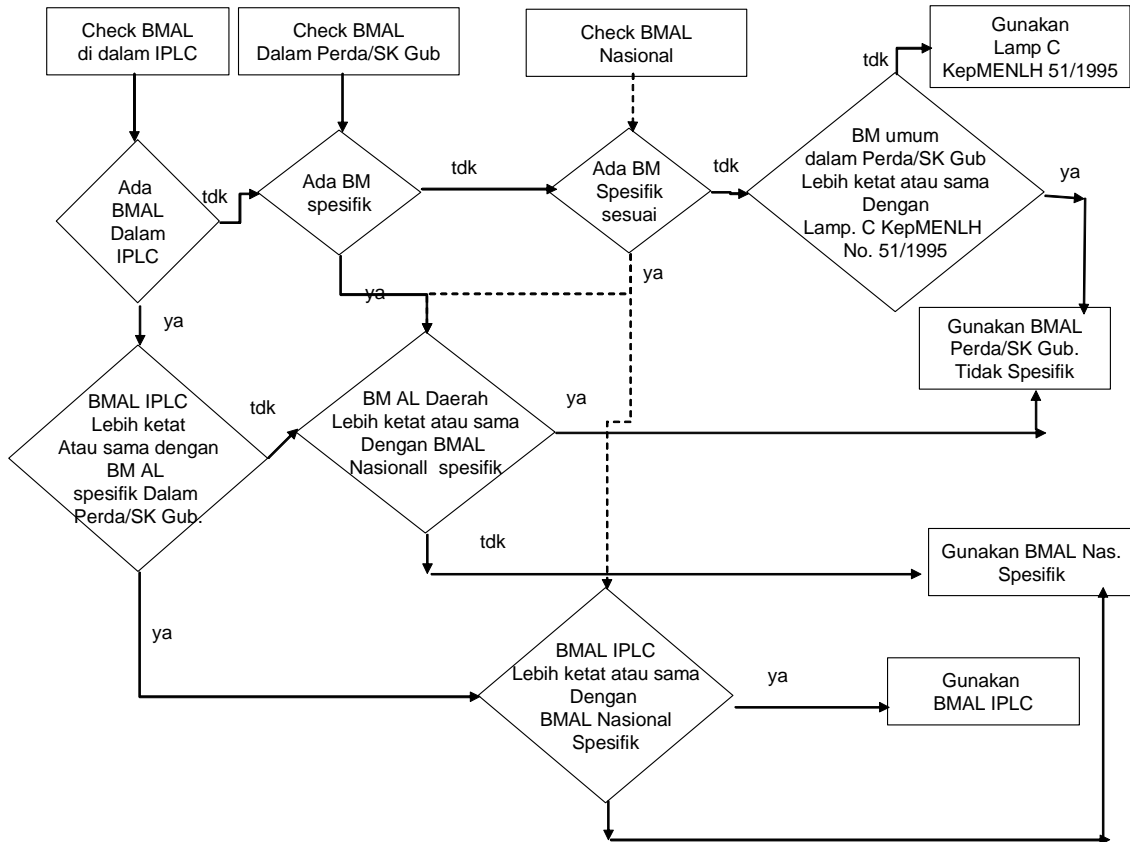 Check BMAL
di dalam IPLC
Check BMAL
Dalam Perda/SK Gub
Check BMAL
Nasional
Gunakan
Lamp C
KepMENLH 51/1995
tdk
BM umum
dalam Perda/SK Gub
Lebih ketat atau sama
Dengan
Lamp. C KepMENLH
No. 51/1995
Ada
BMAL
Dalam
IPLC
tdk
Ada BM
spesifik
tdk
Ada BM
Spesifik
sesuai
tdk
ya
ya
ya
ya
Gunakan BMAL
Perda/SK Gub.
Tidak Spesifik
BMAL IPLC
Lebih ketat
Atau sama dengan
BM AL
spesifik Dalam
Perda/SK Gub.
tdk
BM AL Daerah
Lebih ketat atau sama
Dengan BMAL
Nasionall spesifik
ya
tdk
Gunakan BMAL Nas.
Spesifik
ya
BMAL IPLC
Lebih ketat atau sama
Dengan
BMAL Nasional
Spesifik
ya
Gunakan
BMAL IPLC